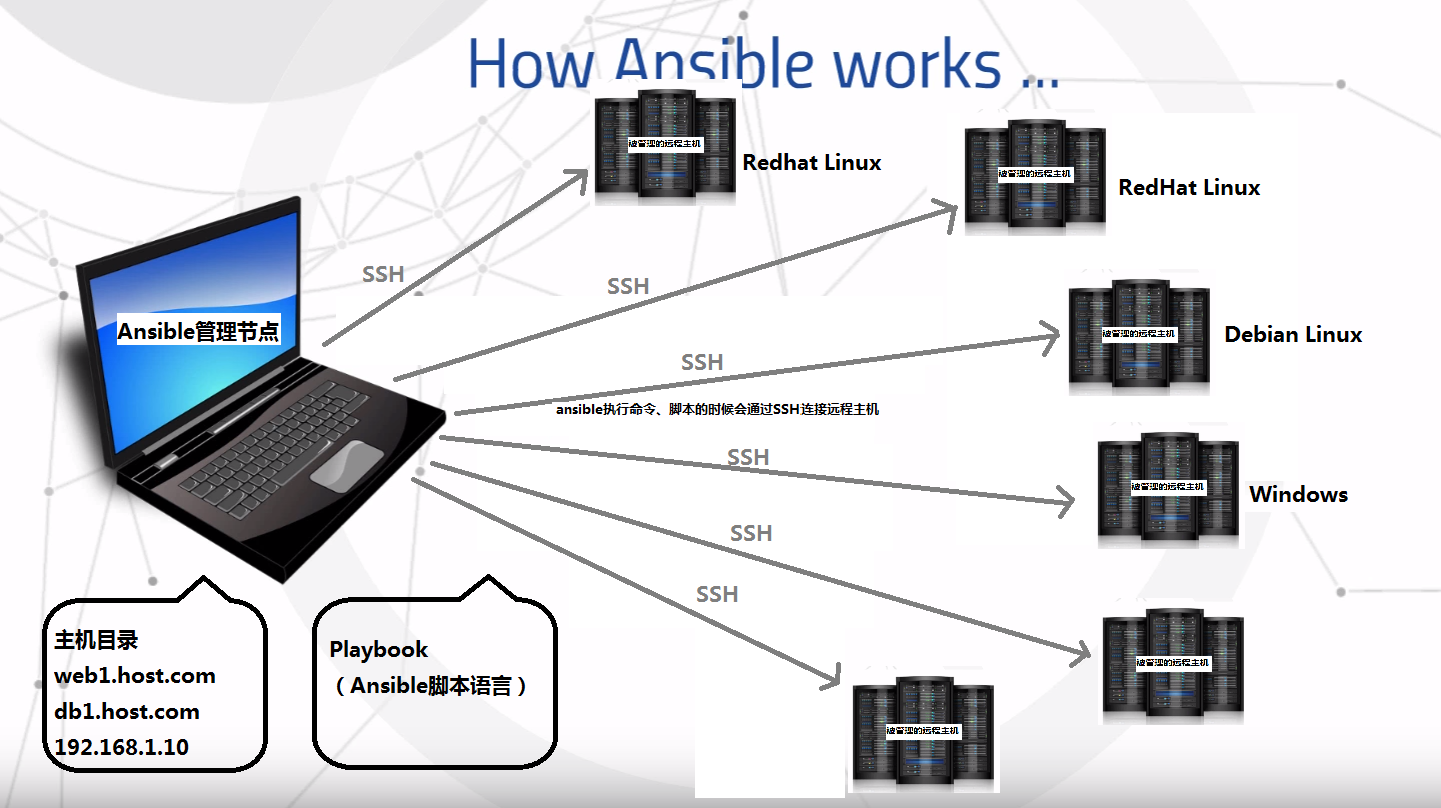 How Ansible works ...
被管理的远程主机
Redhat Linux
被管理的远程主机
RedHat Linux
SSH
SSH
Ansible管理节点
被管理的远程主机
Debian Linux
SSH
ansible执行命令、脚本的时候会通过SSH连接远程主机
SSH
被管理的远程主机
Windows
SSH
SSH
被管理的远程主机
被管理的远程主机
主机目录
web1.host.com
db1.host.com
192.168.1.10
Playbook
（Ansible脚本语言）